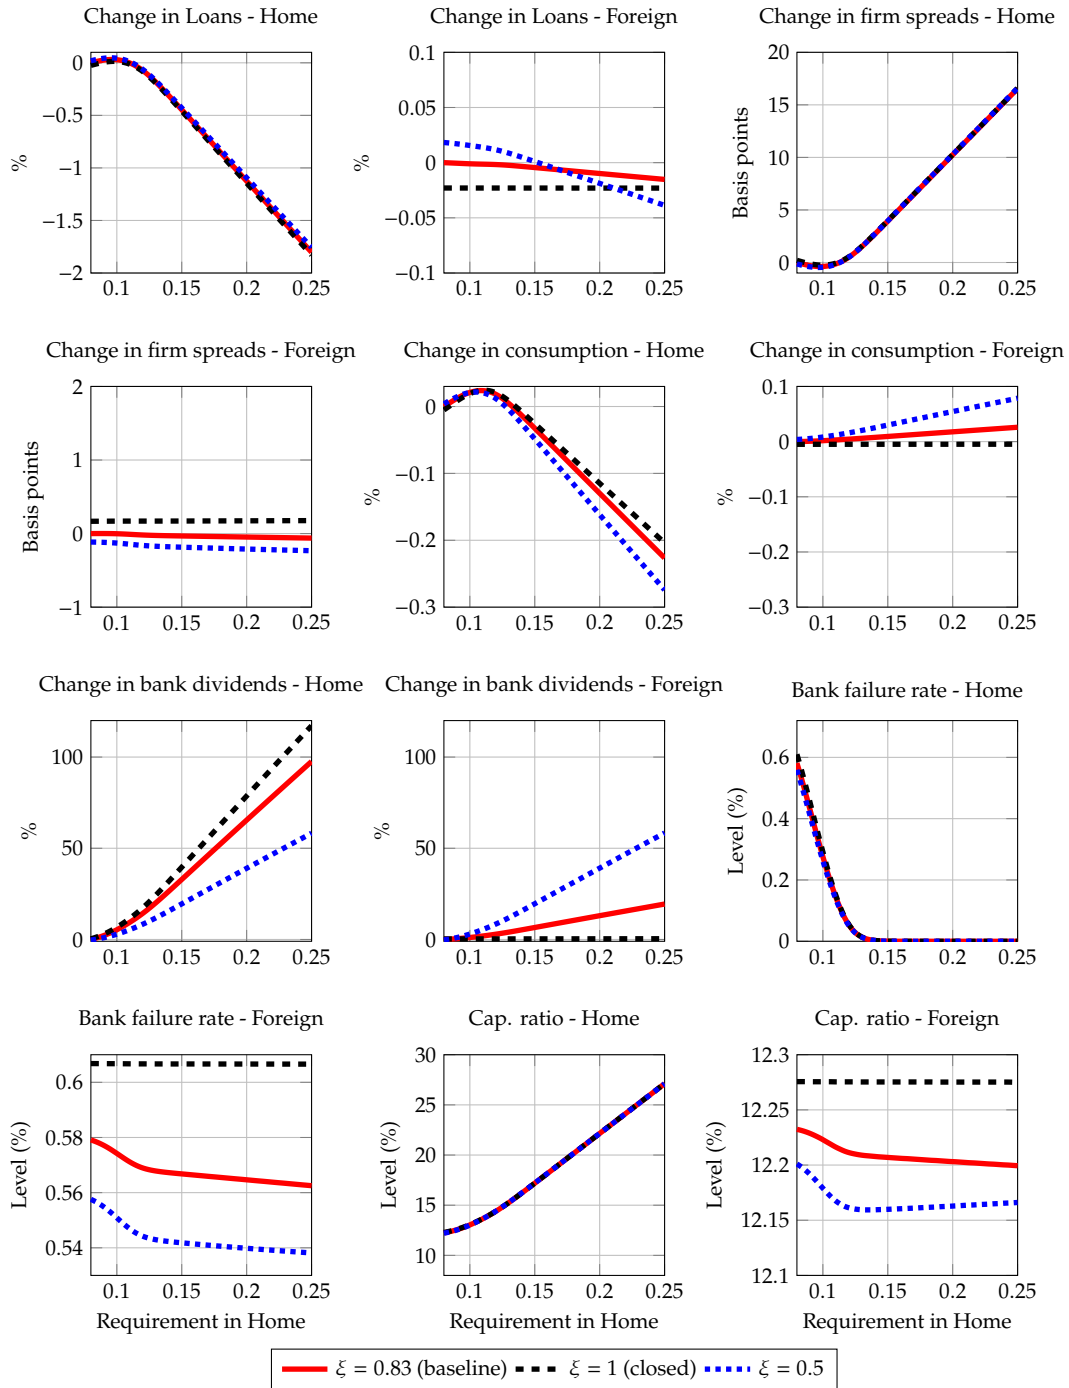 Change in Loans - Home
Change in Loans - Foreign
Change in firm spreads - Home
0
−0.5
−1
−1.5
−2
%
0.1 0.15 0.2 0.25
0.1
0.05
0
−0.05
−0.1
%
0.1 0.15 0.2 0.25
20
15
10
5
0
Basis points
0.1 0.15 0.2 0.25
Change in firm spreads - Foreign
Change in consumption - Home
Change in consumption - Foreign
2
1
0
−1
Basis points
0.1 0.15 0.2 0.25
0
−0.1
−0.2
−0.3
%
0.1 0.15 0.2 0.25
0.1
0
−0.1
−0.2
−0.3
%
0.1 0.15 0.2 0.25
Change in bank dividends - Home
Change in bank dividends - Foreign
Bank failure rate - Home
100
50
0
%
0.1 0.15 0.2 0.25
100
50
0
%
0.1 0.15 0.2 0.25
0.6
0.4
0.2
0
Level (%)
0.1 0.15 0.2 0.25
Bank failure rate - Foreign
Cap. ratio - Home
Cap. ratio - Foreign
0.6
0.58
0.56
0.54
Level (%)
0.1 0.15 0.2 0.25
Requirement in Home
30
25
20
15
10
Level (%)
0.1 0.15 0.2 0.25
Requirement in Home
12.3
12.25
12.2
12.15
12.1
Level (%)
0.1 0.15 0.2 0.25
Requirement in Home
ξ = 0.83 (baseline) ξ = 1 (closed) ξ = 0.5